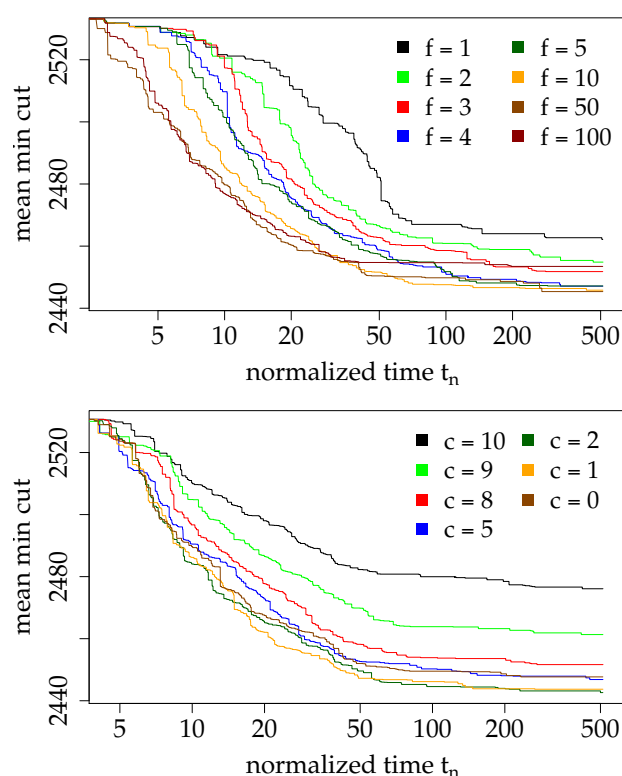 2520
2480
2440
mean min cut
f = 1
f = 2
f = 3
f = 4
f = 5
f = 10
f = 50
f = 100
5 10 20 50 100 200 500
normalized time tn
2520
2480
2440
mean min cut
c = 10
c = 9
c = 8
c = 5
c = 2
c = 1
c = 0
5 10 20 50 100 200 500
normalized time tn